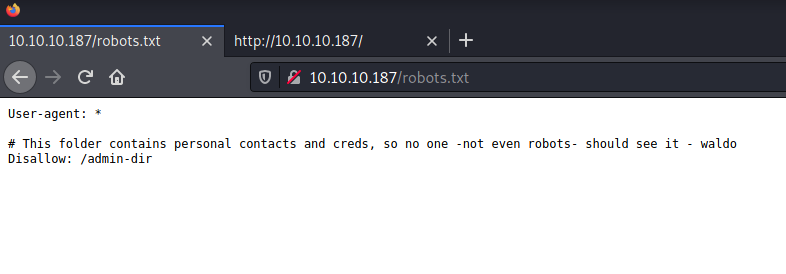 10.10.10.187/robots.txt
http://10.10.10.187/
10.10.10.187/robots.txt
User-agent: *
# This folder contains personal contacts and creds, so no one -not even robots- should see it - waldo
Disallow: /admin-dir